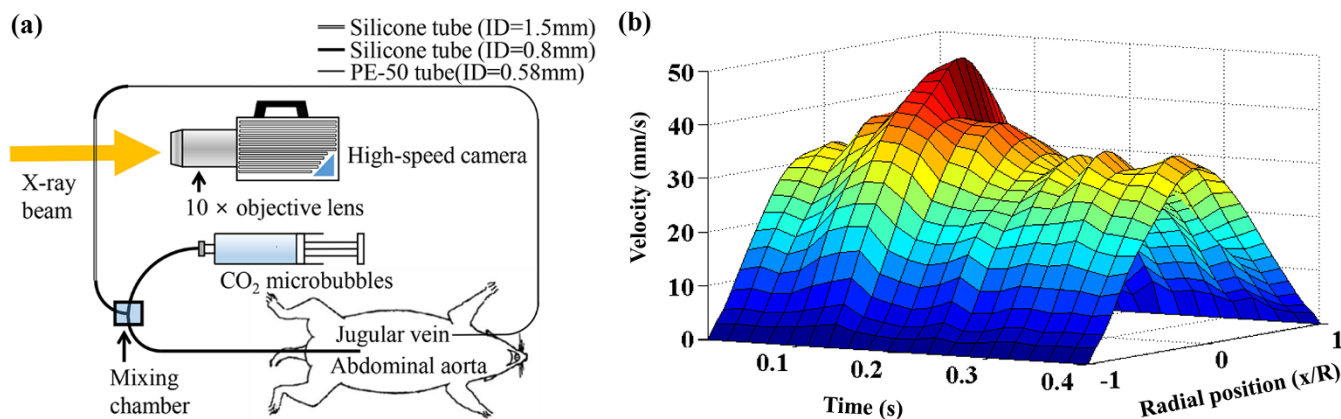 (a)
Silicone tube (ID=1.5mm)
Silicone tube (ID=0.8mm)
PE-50 tube(ID=0.58mm)
High-speed camera
X-ray
beam
10 × objective lens
CO₂ microbubbles
Jugular vein
Abdominal aorta
Mixing
chamber
(b)
50
40
30
20
10
0
Velocity (mm/s)
0.1
0.2
0.3
0.4
Time (s)
-1
0
1
Radial position (x/R)